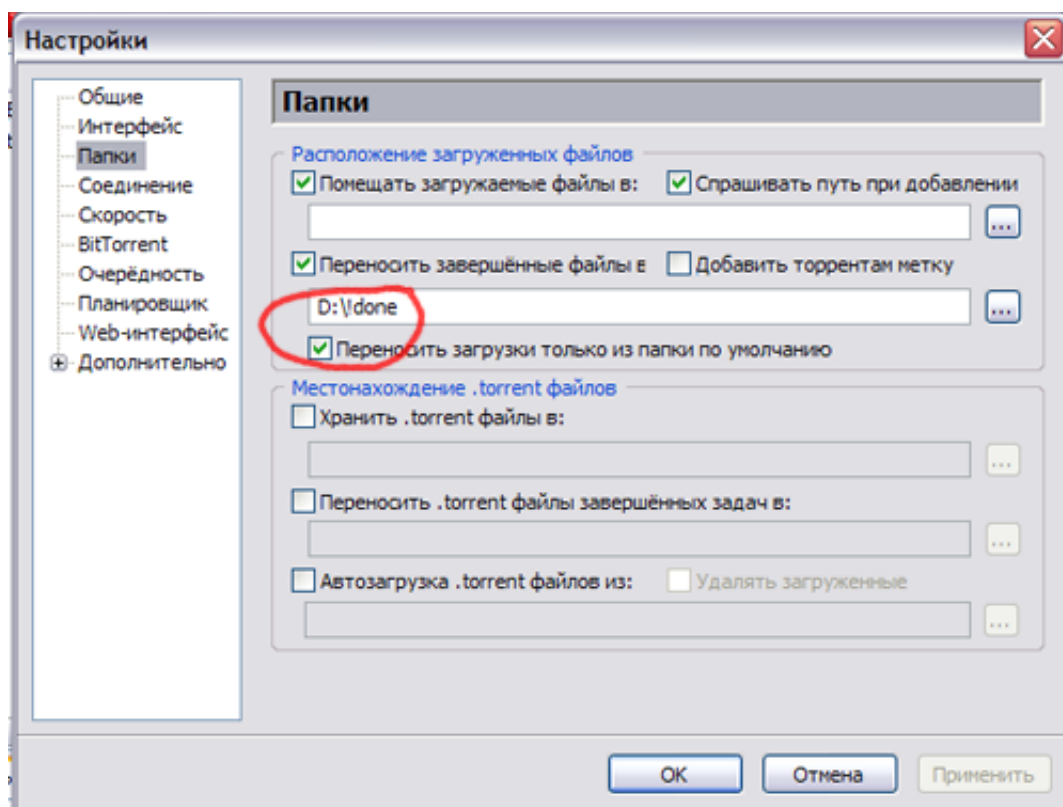 Настройки
Общие
Интерфейс
Папки
Соединение
Скорость
BitTorrent
Очерёдность
Планировщик
Web-интерфейс
Дополнительно
Папки
Расположение загруженных файлов
Помещать загружаемые файлы в: Спрашивать путь при добавлении
...
Переносить завершённые файлы в Добавить торрентам метку
D:\!done ...
Переносить загрузки только из папки по умолчанию
Местонахождение .torrent файлов
Хранить .torrent файлы в:
...
Переносить .torrent файлы завершённых задач в:
...
Автозагрузка .torrent файлов из: Удалять загруженные
...
ОК Отмена Применить